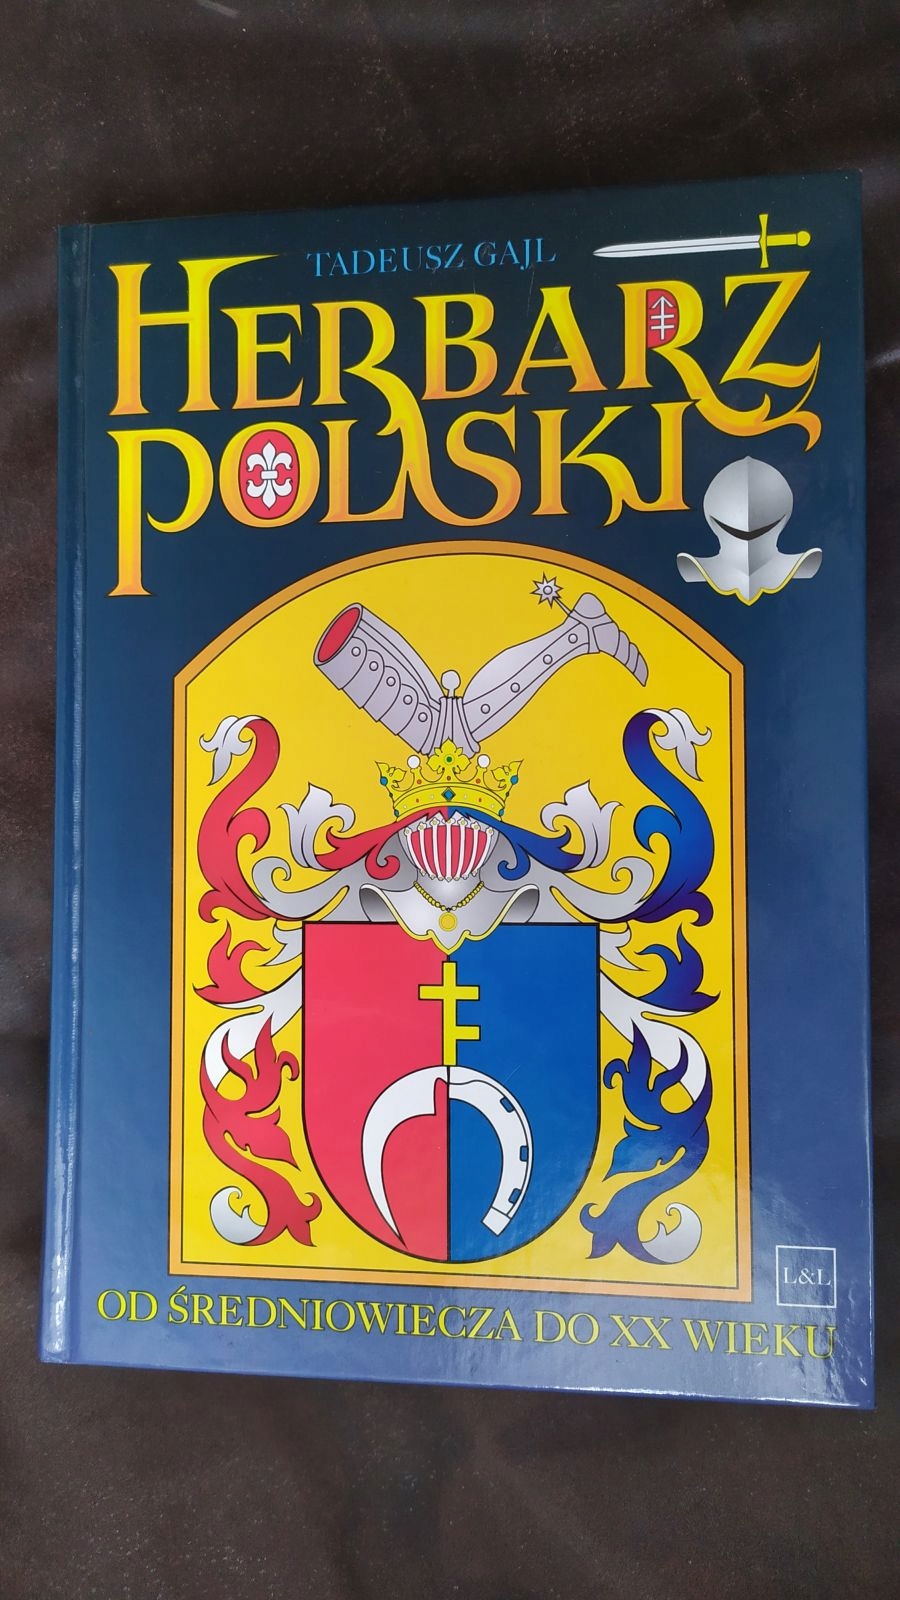 TADEUSZ GAJL
HERBARZ
POLSKI
L&L
OD ŚREDNIOWIECZA DO XX WIEKU